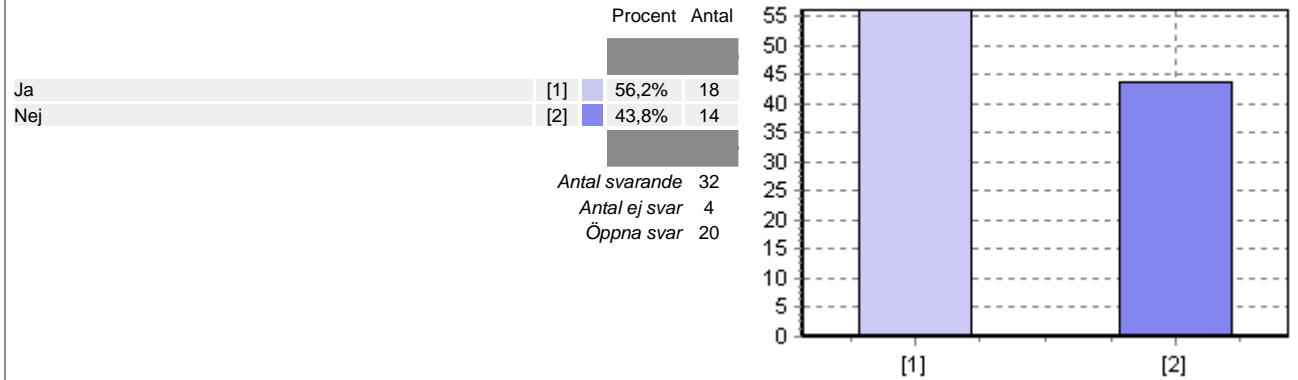 Procent Antal
Ja [1] 56,2% 18
Nej [2] 43,8% 14
Antal svarande 32
Antal ej svar 4
Öppna svar 20
55
50
45
40
35
30
25
20
15
10
5
0
[1] [2]